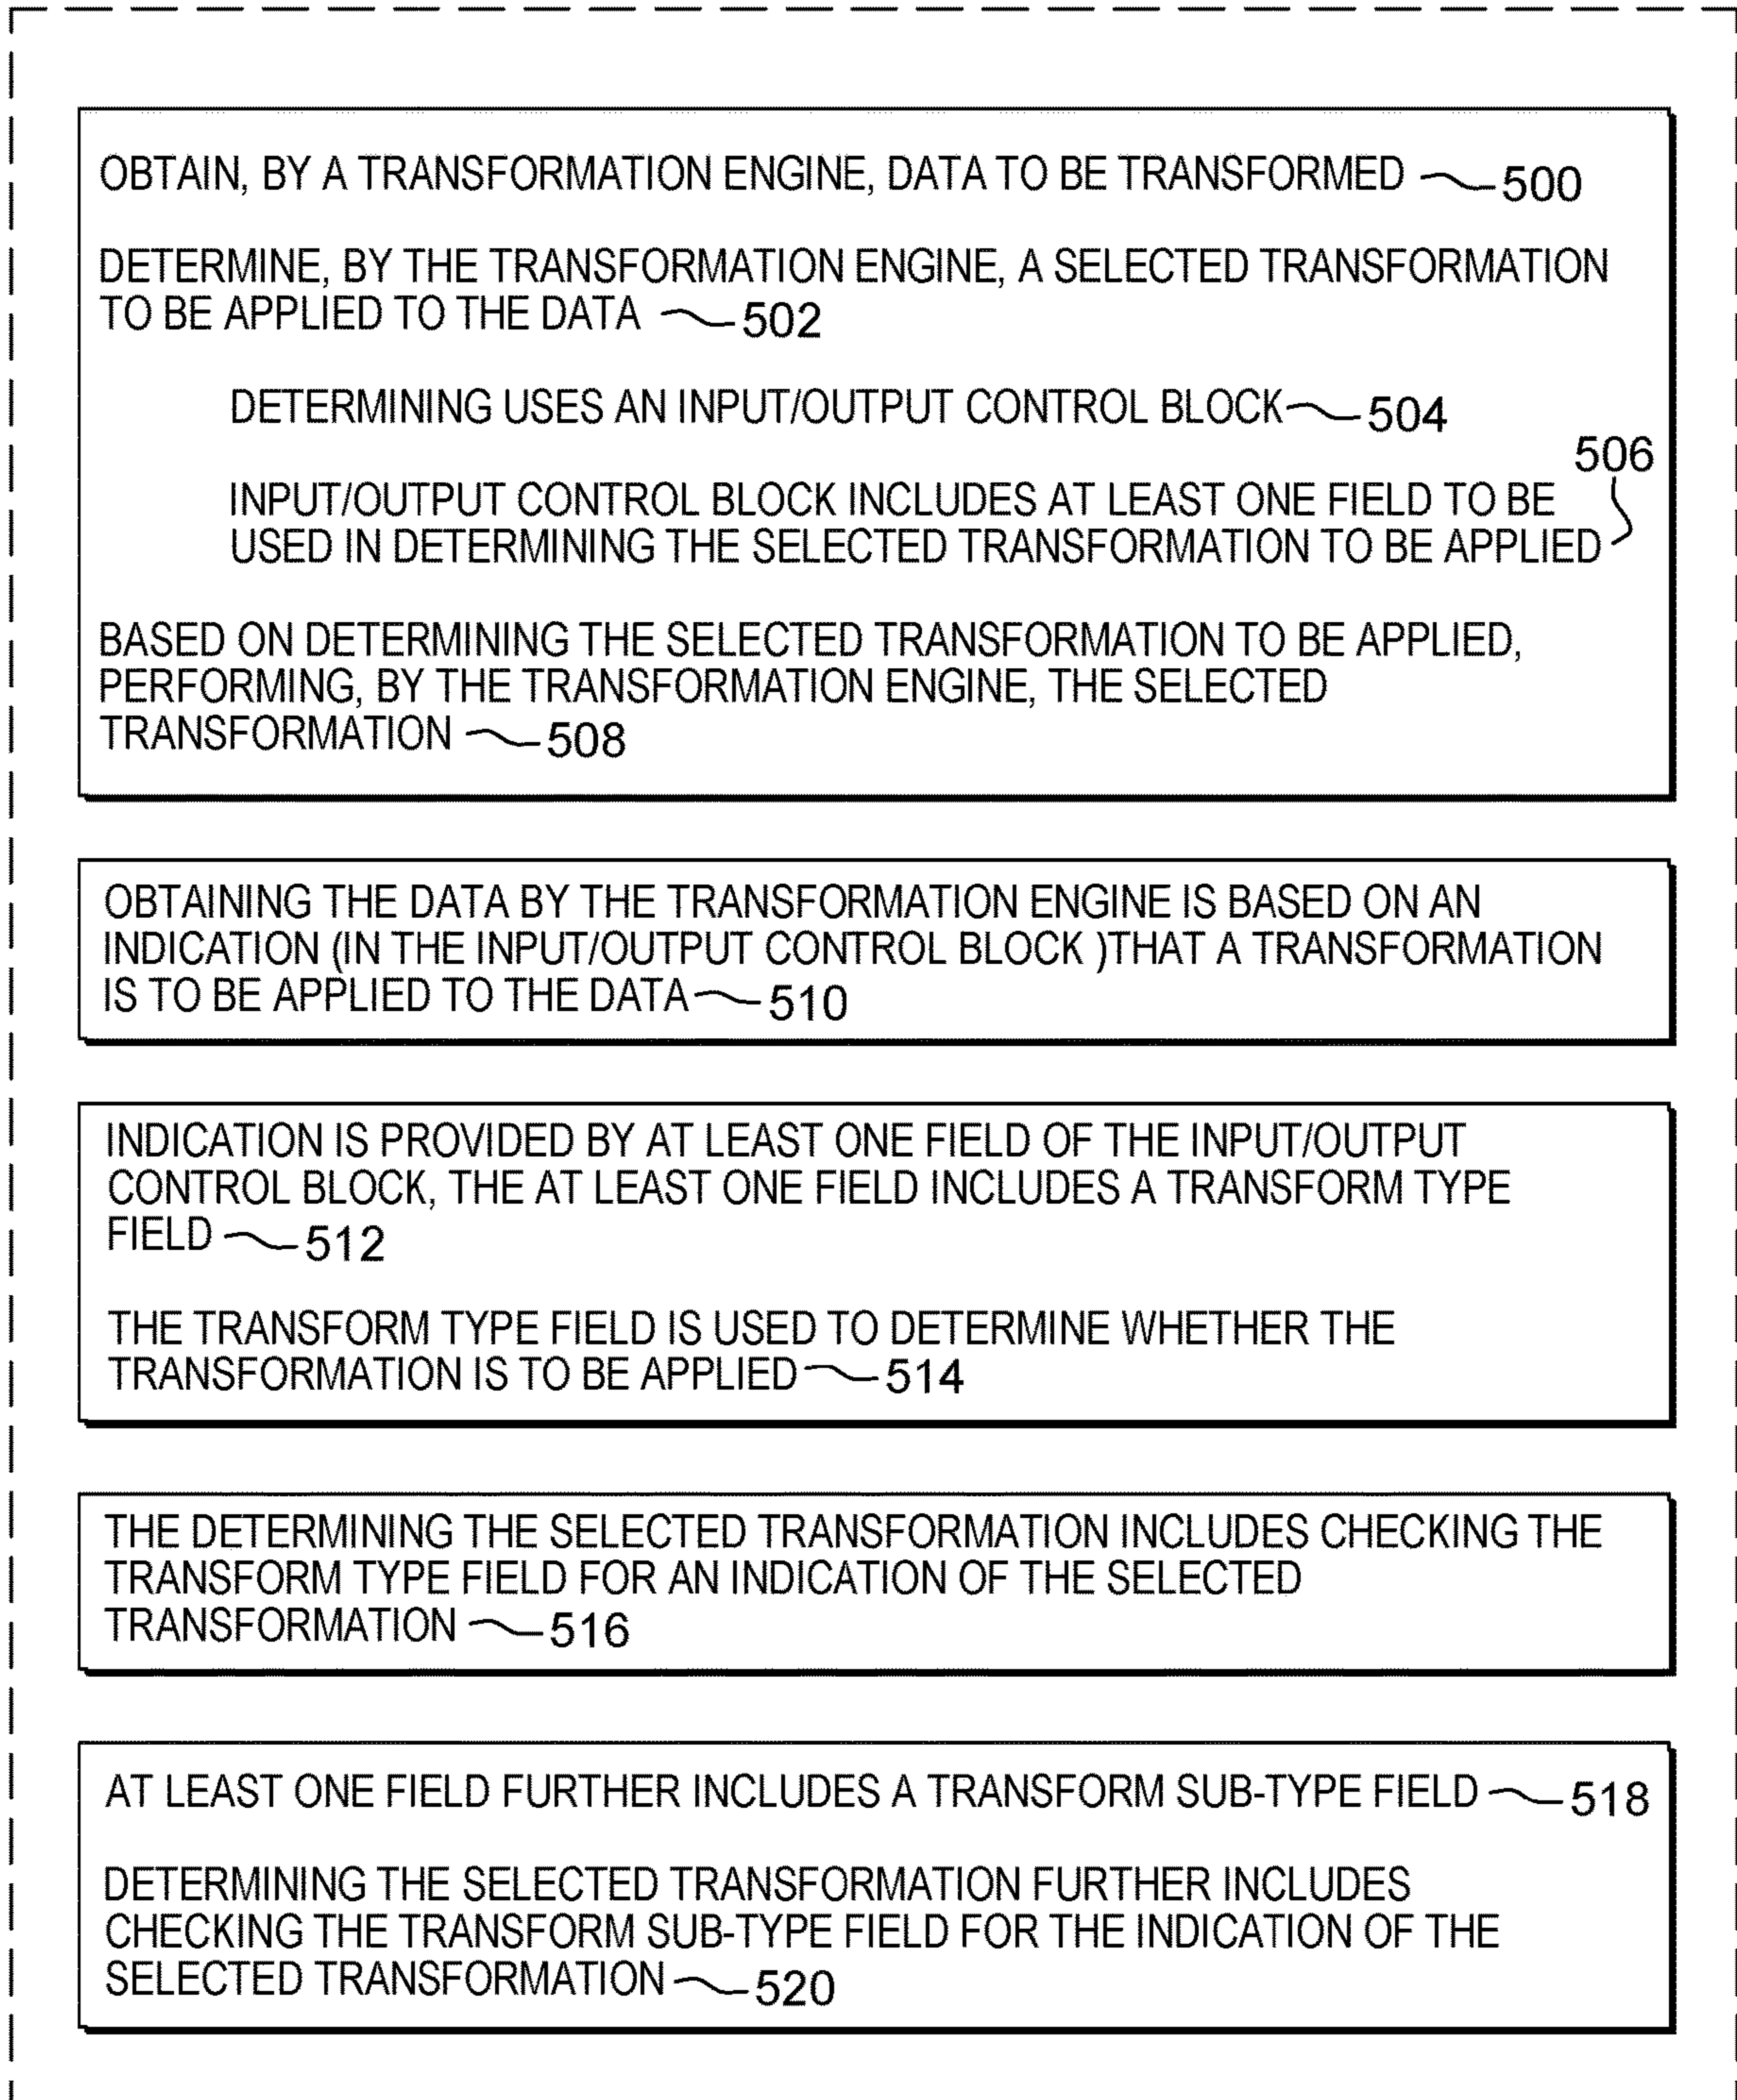 OBTAIN, BY A TRANSFORMATION ENGINE, DATA TO BE TRANSFORMED 500
DETERMINE, BY THE TRANSFORMATION ENGINE, A SELECTED TRANSFORMATION
TO BE APPLIED TO THE DATA 502
DETERMINING USES AN INPUT/OUTPUT CONTROL BLOCK 504
506
INPUT/OUTPUT CONTROL BLOCK INCLUDES AT LEAST ONE FIELD TO BE
USED IN DETERMINING THE SELECTED TRANSFORMATION TO BE APPLIED
BASED ON DETERMINING THE SELECTED TRANSFORMATION TO BE APPLIED,
PERFORMING, BY THE TRANSFORMATION ENGINE, THE SELECTED
TRANSFORMATION 508
OBTAINING THE DATA BY THE TRANSFORMATION ENGINE IS BASED ON AN
INDICATION (IN THE INPUT/OUTPUT CONTROL BLOCK )THAT A TRANSFORMATION
IS TO BE APPLIED TO THE DATA 510
INDICATION IS PROVIDED BY AT LEAST ONE FIELD OF THE INPUT/OUTPUT
CONTROL BLOCK, THE AT LEAST ONE FIELD INCLUDES A TRANSFORM TYPE
FIELD 512
THE TRANSFORM TYPE FIELD IS USED TO DETERMINE WHETHER THE
TRANSFORMATION IS TO BE APPLIED 514
THE DETERMINING THE SELECTED TRANSFORMATION INCLUDES CHECKING THE
TRANSFORM TYPE FIELD FOR AN INDICATION OF THE SELECTED
TRANSFORMATION 516
AT LEAST ONE FIELD FURTHER INCLUDES A TRANSFORM SUB-TYPE FIELD 518
DETERMINING THE SELECTED TRANSFORMATION FURTHER INCLUDES
CHECKING THE TRANSFORM SUB-TYPE FIELD FOR THE INDICATION OF THE
SELECTED TRANSFORMATION 520